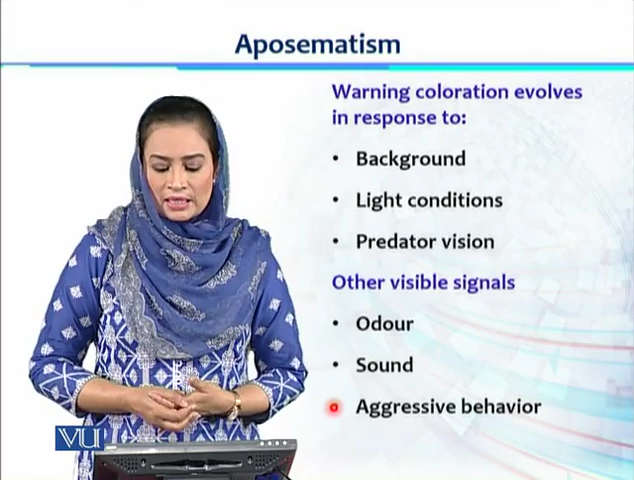 Aposematism
Warning coloration evolves
in response to:
• Background
• Light conditions
• Predator vision
Other visible signals
• Odour
• Sound
• Aggressive behavior
VU